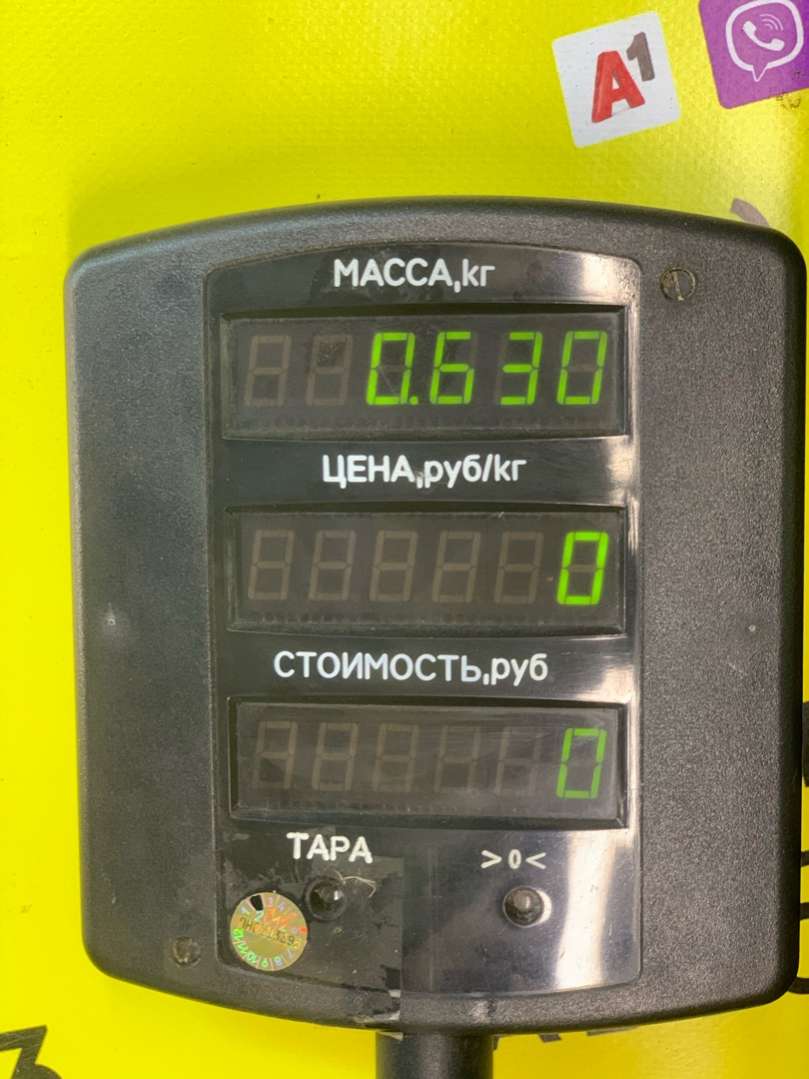 A1
МАССА,кг
0.630
ЦЕНА,руб/кг
0
СТОИМОСТЬ,руб
0
ТАРА
>0<